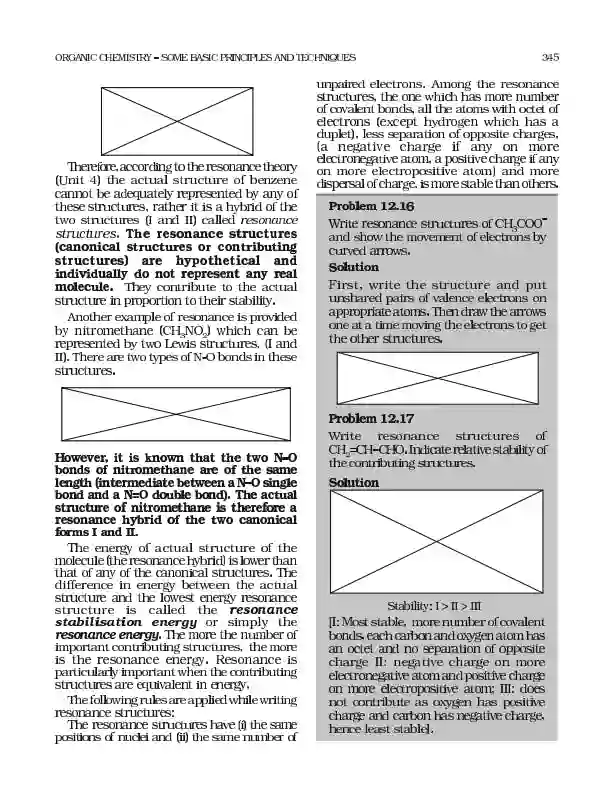 ORGANIC CHEMISTRY – SOME BASIC PRINCIPLES AND TECHNIQUES 345
Therefore, according to the resonance theory
(Unit 4) the actual structure of benzene
cannot be adequately represented by any of
these structures, rather it is a hybrid of the
two structures (I and II) called resonance
structures. The resonance structures
(canonical structures or contributing
structures) are hypothetical and
individually do not represent any real
molecule. They contribute to the actual
structure in proportion to their stability.
Another example of resonance is provided
by nitromethane (CH₃NO₂) which can be
represented by two Lewis structures, (I and
II). There are two types of N-O bonds in these
structures.
However, it is known that the two N–O
bonds of nitromethane are of the same
length (intermediate between a N–O single
bond and a N=O double bond). The actual
structure of nitromethane is therefore a
resonance hybrid of the two canonical
forms I and II.
The energy of actual structure of the
molecule (the resonance hybrid) is lower than
that of any of the canonical structures. The
difference in energy between the actual
structure and the lowest energy resonance
structure is called the resonance
stabilisation energy or simply the
resonance energy. The more the number of
important contributing structures, the more
is the resonance energy. Resonance is
particularly important when the contributing
structures are equivalent in energy.
The following rules are applied while writing
resonance structures:
The resonance structures have (i) the same
positions of nuclei and (ii) the same number of
unpaired electrons. Among the resonance
structures, the one which has more number
of covalent bonds, all the atoms with octet of
electrons (except hydrogen which has a
duplet), less separation of opposite charges,
(a negative charge if any on more
electronegative atom, a positive charge if any
on more electropositive atom) and more
dispersal of charge, is more stable than others.
Problem 12.16
Write resonance structures of CH₃COO⁻
and show the movement of electrons by
curved arrows.
Solution
First, write the structure and put
unshared pairs of valence electrons on
appropriate atoms. Then draw the arrows
one at a time moving the electrons to get
the other structures.
Problem 12.17
Write resonance structures of
CH₂=CH–CHO. Indicate relative stability of
the contributing structures.
Solution
Stability: I > II > III
[I: Most stable, more number of covalent
bonds, each carbon and oxygen atom has
an octet and no separation of opposite
charge II: negative charge on more
electronegative atom and positive charge
on more electropositive atom; III: does
not contribute as oxygen has positive
charge and carbon has negative charge,
hence least stable].